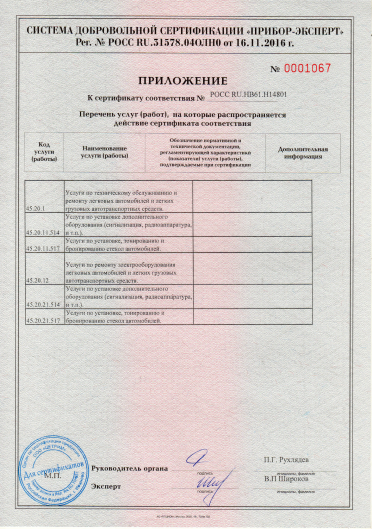 СИСТЕМА ДОБРОВОЛЬНОЙ СЕРТИФИКАЦИИ «ПРИБОР-ЭКСПЕРТ»
Рег. № РОСС RU.31578.04ОЛН0 от 16.11.2016 г.
№ 0001067
ПРИЛОЖЕНИЕ
К сертификату соответствия № РОСС RU.НВ61.Н14801
Перечень услуг (работ), на которые распространяется
действие сертификата соответствия
Код
услуги
(работы)
Наименование
услуги (работы)
Обозначение нормативной и
технической документации,
регламентирующей характеристики
(показатели) услуги (работы),
подтверждаемые при сертификации
Дополнительная
информация
45.20.1
Услуги по техническому обслуживанию и
ремонту легковых автомобилей и легких
грузовых автотранспортных средств.
45.20.11.514
Услуги по установке дополнительного
оборудования (сигнализация, радиоаппаратура,
и т.п.).
45.20.11.517
Услуги по установке, тонированию и
бронированию стекол автомобилей.
45.20.12
Услуги по ремонту электрооборудования
легковых автомобилей и легких грузовых
автотранспортных средств.
45.20.21.514
Услуги по установке дополнительного
оборудования (сигнализация, радиоаппаратура,
и т.п.).
45.20.21.517
Услуги по установке, тонированию и
бронированию стекол автомобилей.
Для сертификатов
М.П.
Руководитель органа
подпись
П.Г. Рухлядев
инициалы, фамилия
Эксперт
подпись
В.П Широков
инициалы, фамилия